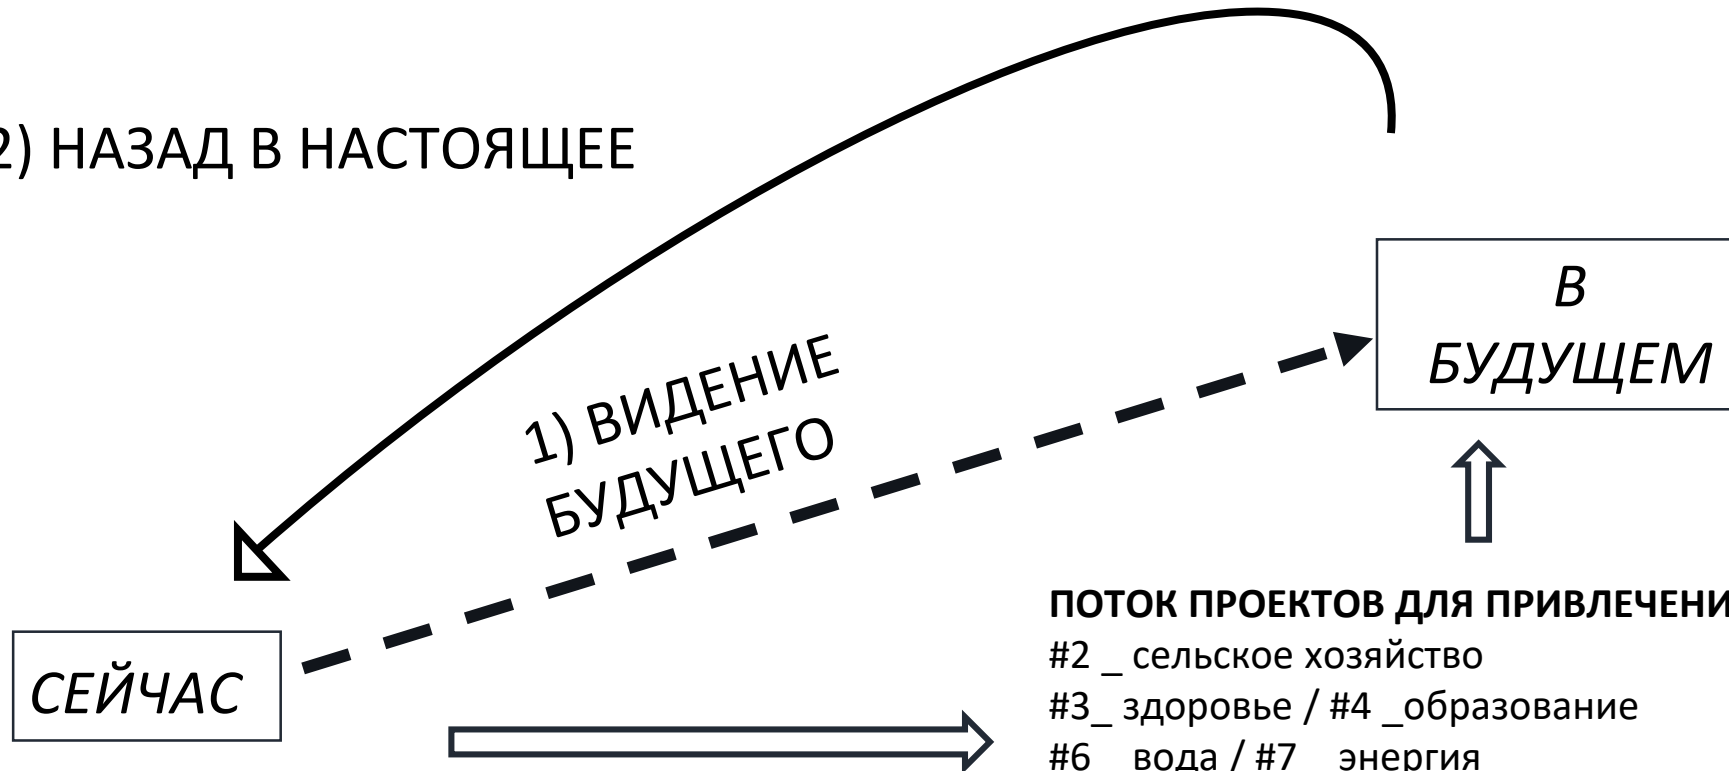 2) НАЗАД В НАСТОЯЩЕЕ
В
БУДУЩЕМ
1) ВИДЕНИЕ
БУДУЩЕГО
СЕЙЧАС
ПОТОК ПРОЕКТОВ ДЛЯ
#2 _ сельское хозяйство
#3_ здоровье / #4 _образование
#6 _ вода / #7 _ энергия